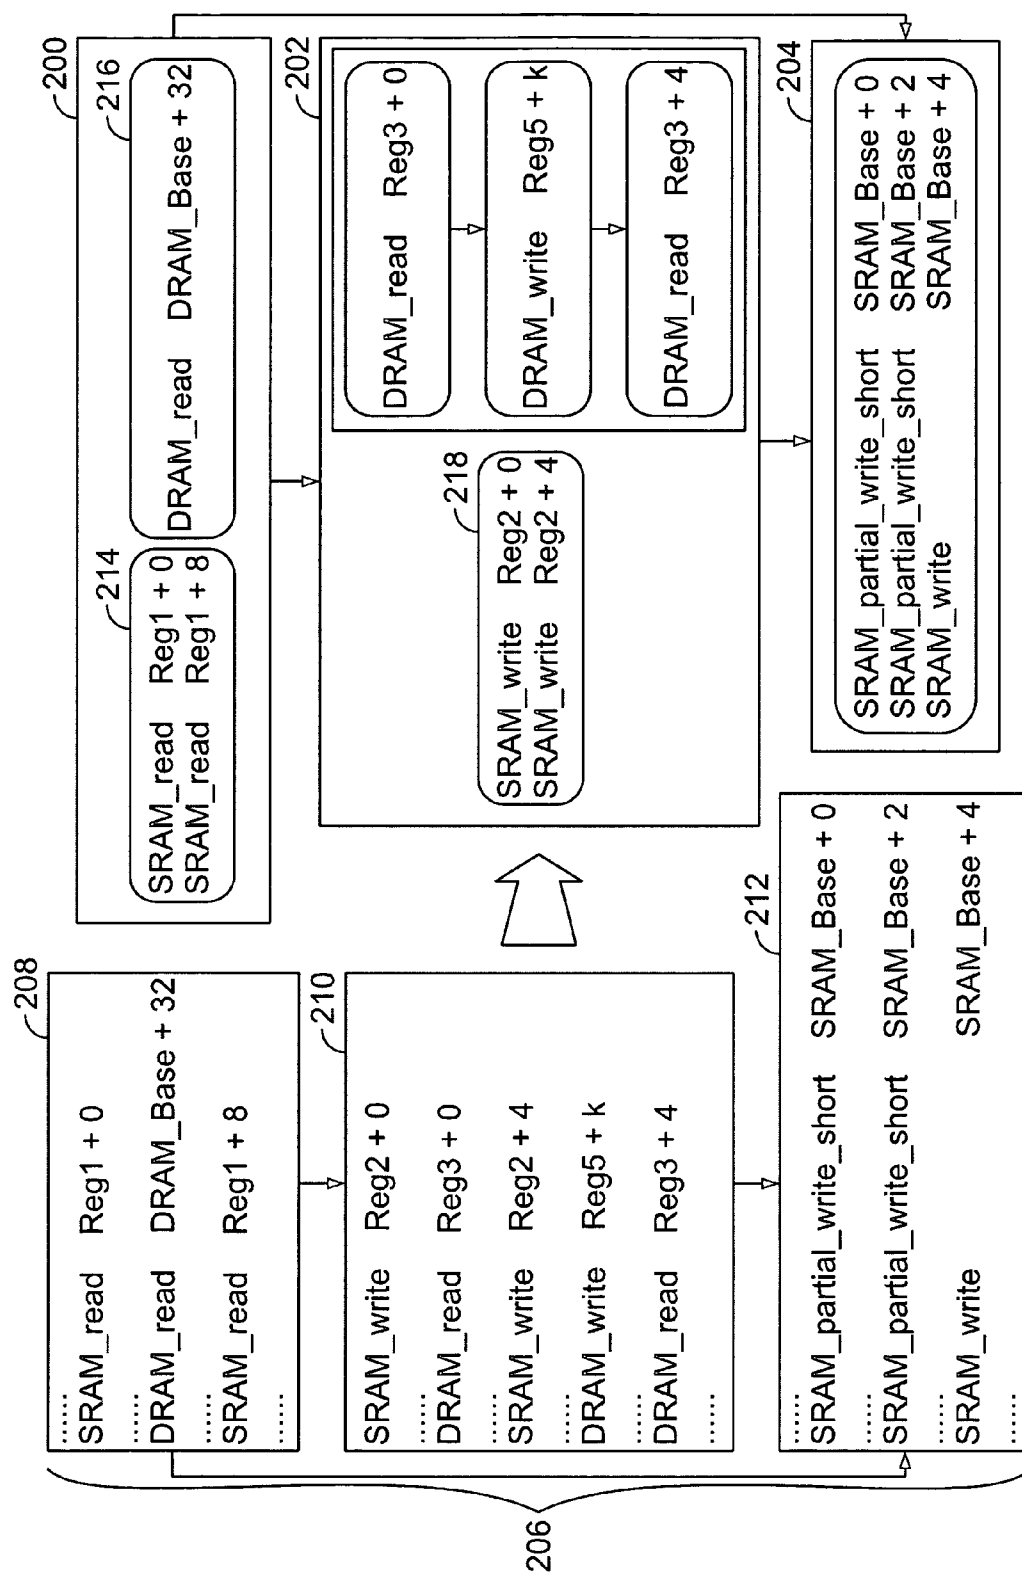 206
208
......
SRAM_read Reg1 + 0
......
DRAM_read DRAM_Base + 32
......
SRAM_read Reg1 + 8
......
210
SRAM_write Reg2 + 0
......
DRAM_read Reg3 + 0
......
SRAM_write Reg2 + 4
......
DRAM_write Reg5 + k
......
DRAM_read Reg3 + 4
......
212
......
SRAM_partial_write_short SRAM_Base + 0
......
SRAM_partial_write_short SRAM_Base + 2
......
SRAM_write SRAM_Base + 4
......
200
214
SRAM_read Reg1 + 0
SRAM_read Reg1 + 8
216
DRAM_read DRAM_Base + 32
202
218
SRAM_write Reg2 + 0
SRAM_write Reg2 + 4
DRAM_read Reg3 + 0
DRAM_write Reg5 + k
DRAM_read Reg3 + 4
204
SRAM_partial_write_short SRAM_Base + 0
SRAM_partial_write_short SRAM_Base + 2
SRAM_write SRAM_Base + 4